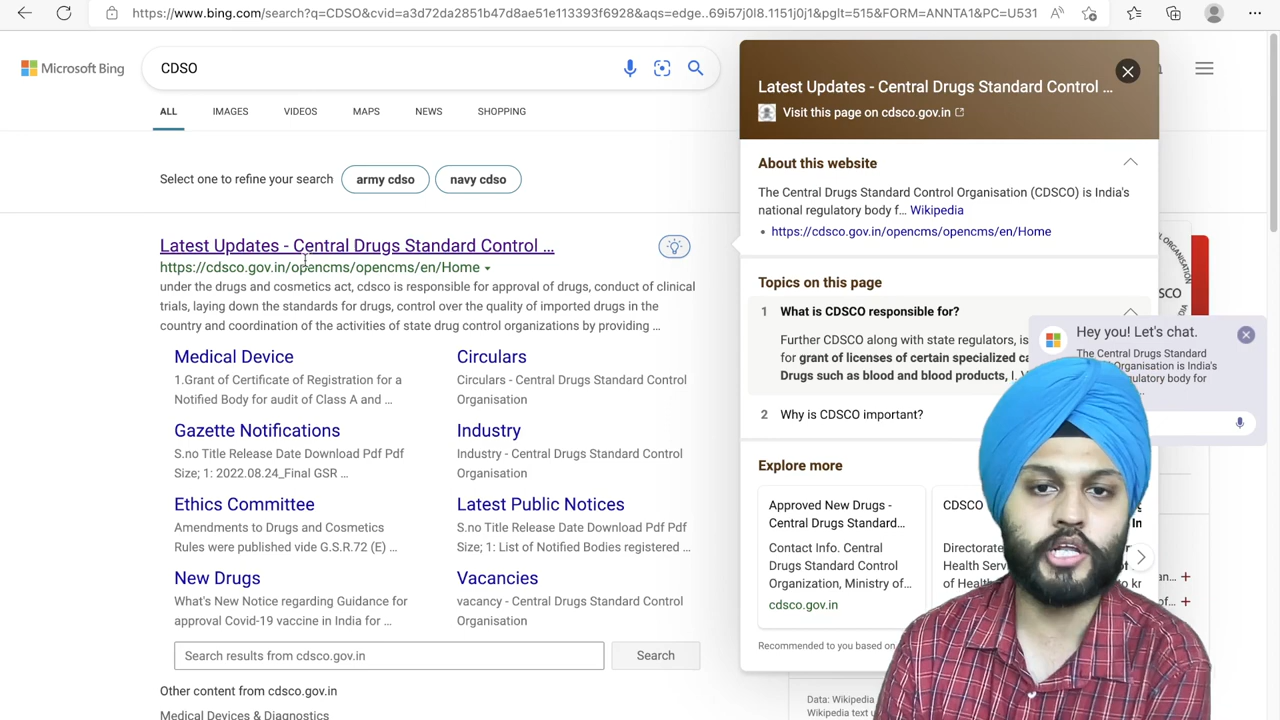 https://www.bing.com/search?q=CDSO&cvid=a3d72da2851b47d8ae51e113393f6928&aqs=edge..69i57j0l8.1151j0j1&pglt=515&FORM=ANNTA1&PC=U531
Microsoft Bing
CDSO
ALL IMAGES VIDEOS MAPS NEWS SHOPPING
Select one to refine your search army cdso navy cdso
Latest Updates - Central Drugs Standard Control ...
https://cdsco.gov.in/opencms/opencms/en/Home
under the drugs and cosmetics act, cdsco is responsible for approval of drugs, conduct of clinical
trials, laying down the standards for drugs, control over the quality of imported drugs in the
country and coordination of the activities of state drug control organizations by providing ...
Medical Device
1.Grant of Certificate of Registration for a
Notified Body for audit of Class A and ...
Circulars
Circulars - Central Drugs Standard Control
Organisation
Gazette Notifications
S.no Title Release Date Download Pdf Pdf
Size; 1: 2022.08.24_Final GSR ...
Industry
Industry - Central Drugs Standard Control
Organisation
Ethics Committee
Amendments to Drugs and Cosmetics
Rules were published vide G.S.R.72 (E) ...
Latest Public Notices
S.no Title Release Date Download Pdf Pdf
Size; 1: List of Notified Bodies registered ...
New Drugs
What's New Notice regarding Guidance for
approval Covid-19 vaccine in India for ...
Vacancies
vacancy - Central Drugs Standard Control
Organisation
Search results from cdsco.gov.in Search
Other content from cdsco.gov.in
Medical Devices & Diagnostics
Latest Updates - Central Drugs Standard Control ...
Visit this page on cdsco.gov.in
About this website
The Central Drugs Standard Control Organisation (CDSCO) is India's
national regulatory body f... Wikipedia
• https://cdsco.gov.in/opencms/opencms/en/Home
Topics on this page
1 What is CDSCO responsible for?
Further CDSCO along with state regulators, is
for grant of licenses of certain specialized ca
Drugs such as blood and blood products, I. V
2 Why is CDSCO important?
Explore more
Approved New Drugs -
Central Drugs Standard...
Contact Info. Central
Drugs Standard Control
Organization, Ministry of...
cdsco.gov.in
CDSCO
Directorate
Health Serv
of Health
Recommended to you based on
Hey you! Let's chat.
The Central Drugs Standard
Organisation is India's
regulatory body for
SCO
Data: Wikipedia
Wikipedia text u